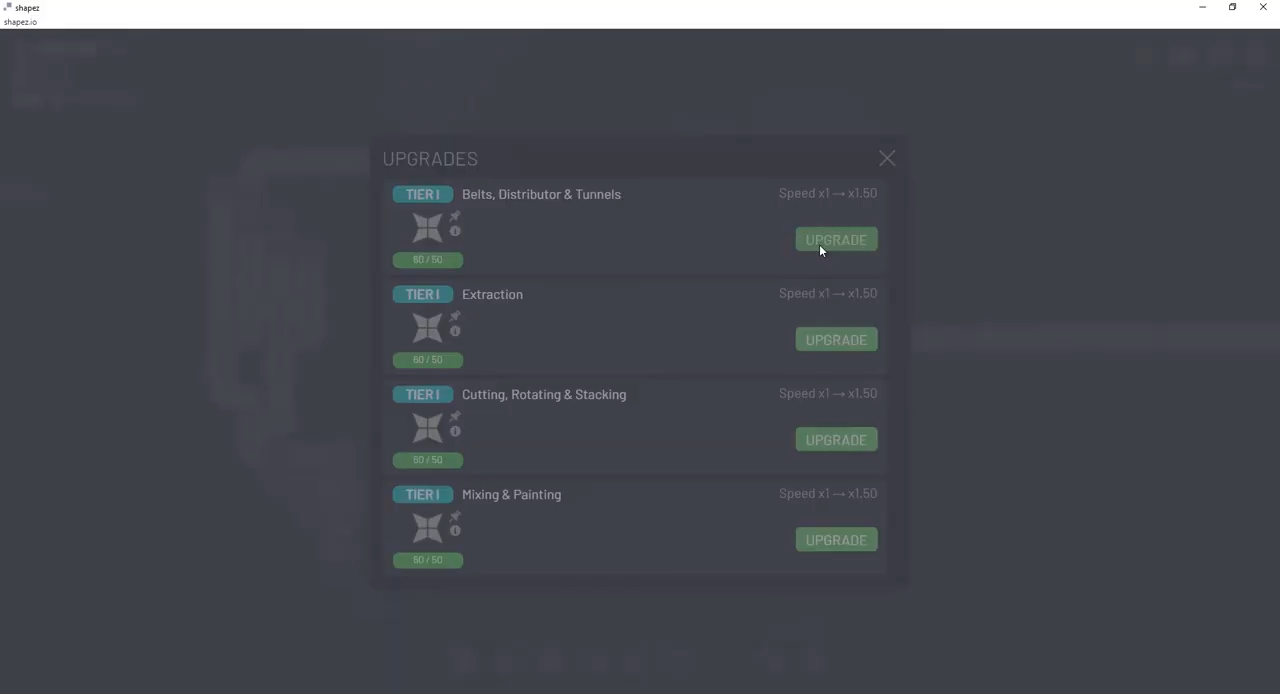 shapez
shapez.io
UPGRADES
TIER I Belts, Distributor & Tunnels Speed x1 → x1.50
UPGRADE
60 / 50
TIER I Extraction Speed x1 → x1.50
UPGRADE
60 / 50
TIER I Cutting, Rotating & Stacking Speed x1 → x1.50
UPGRADE
60 / 50
TIER I Mixing & Painting Speed x1 → x1.50
UPGRADE
60 / 50